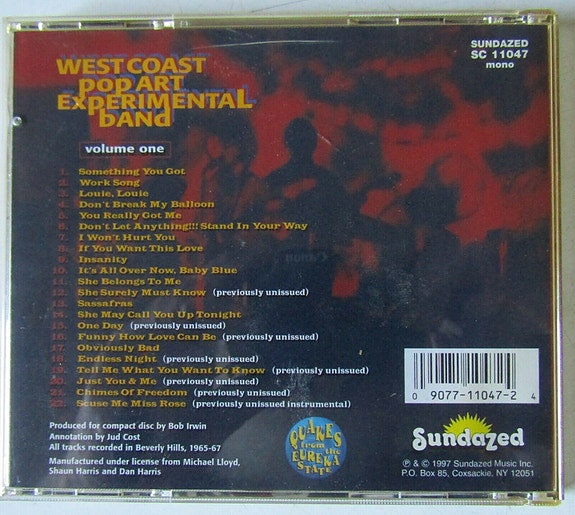 SUNDAZED
SC 11047
mono
WEST COAST
POP ART
EXPERIMENTAL
band
volume one
1. Something You Got
2. Work Song
3. Louie, Louie
4. Don't Break My Balloon
5. You Really Got Me
6. Don't Let Anything!!! Stand In Your Way
7. I Won't Hurt You
8. If You Want This Love
9. Insanity
10. It's All Over Now, Baby Blue
11. She Belongs To Me
12. She Surely Must Know (previously unissued)
13. Sassafras
14. She May Call You Up Tonight
15. One Day (previously unissued)
16. Funny How Love Can Be (previously unissued)
17. Obviously Bad
18. Endless Night (previously unissued)
19. Tell Me What You Want To Know (previously unissued)
20. Just You & Me (previously unissued)
21. Chimes Of Freedom (previously unissued)
22. Scuse Me Miss Rose (previously unissued instrumental)
Produced for compact disc by Bob Irwin
Annotation by Jud Cost
All tracks recorded in Beverly Hills, 1965-67
Manufactured under license from Michael Lloyd,
Shaun Harris and Dan Harris
QUAKES
from the
EUREKA
STATE
0 9077-11047-2 4
Sundazed
℗ & © 1997 Sundazed Music Inc.
P.O. Box 85, Coxsackie, NY 12051